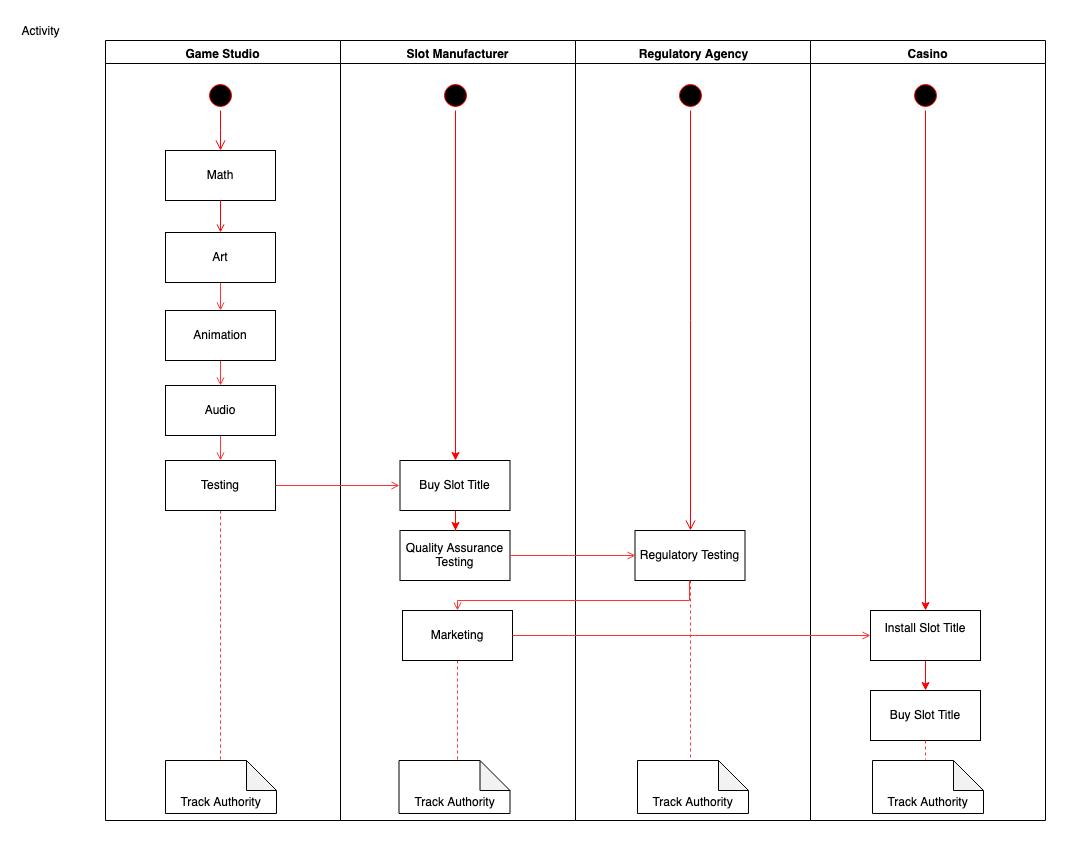 Activity
Game Studio
Slot Manufacturer
Regulatory Agency
Casino
Math
Art
Animation
Audio
Testing
Buy Slot Title
Quality Assurance
Testing
Regulatory Testing
Marketing
Install Slot Title
Buy Slot Title
Track Authority
Track Authority
Track Authority
Track Authority